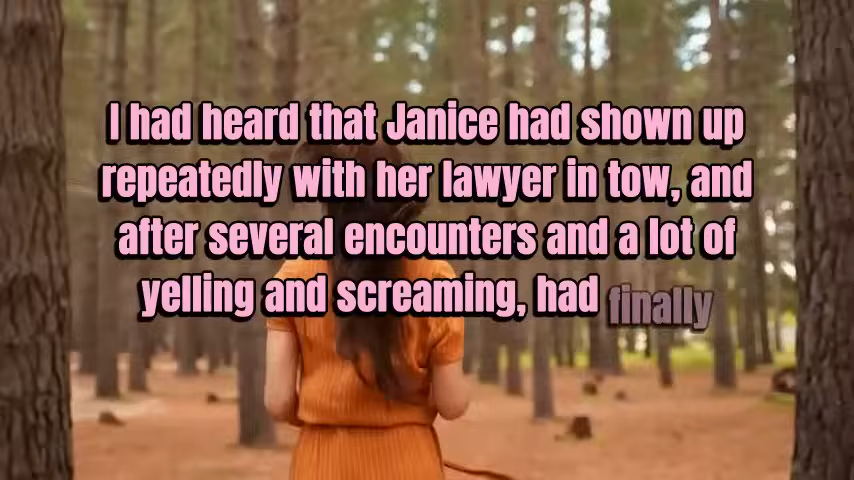 I had heard that Janice had shown up
repeatedly with her lawyer in tow, and
after several encounters and a lot of
yelling and screaming, had finally